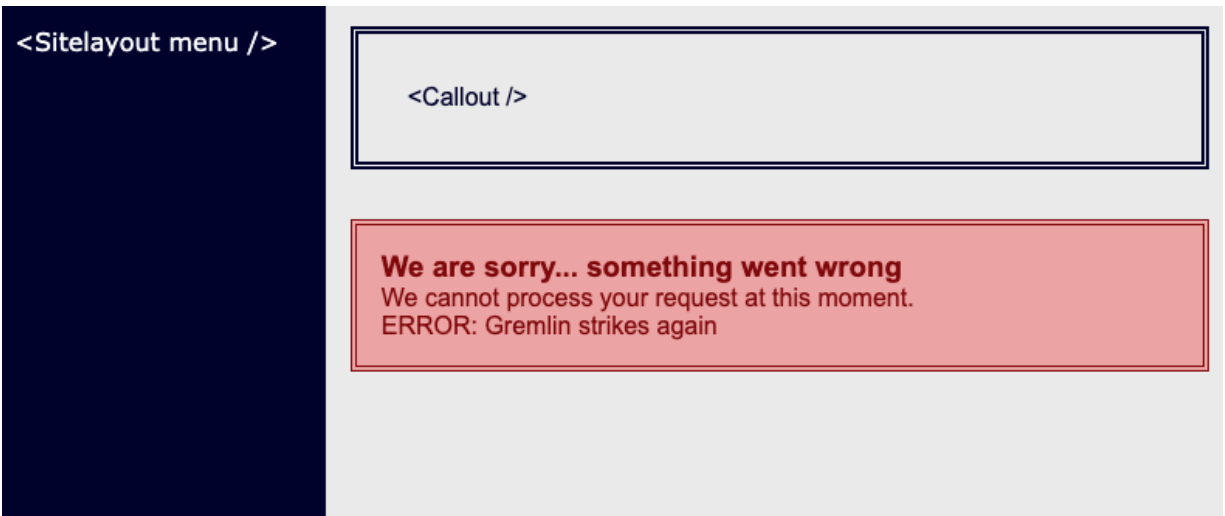 <Sitelayout menu />
<Callout />
We are sorry... something went wrong
We cannot process your request at this moment.
ERROR: Gremlin strikes again